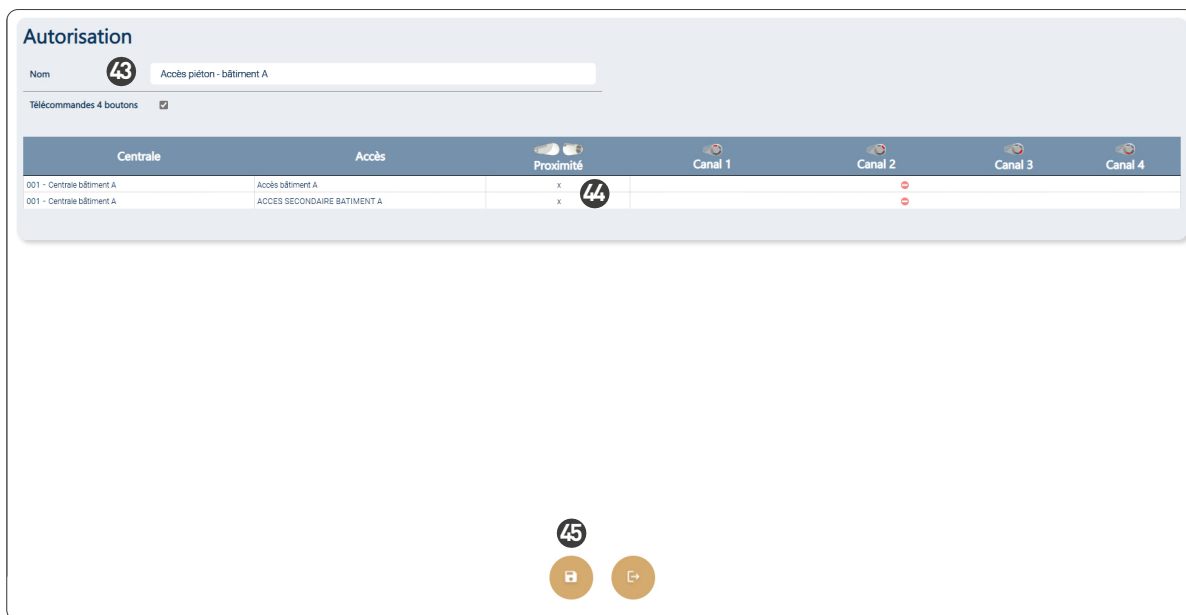 Autorisation
Nom 43 Accès piéton - bâtiment A
Télécommandes 4 boutons
Centrale Accès Proximité Canal 1 Canal 2 Canal 3 Canal 4
001 - Centrale bâtiment A Accès bâtiment A x
44
001 - Centrale bâtiment A ACCES SECONDAIRE BATIMENT A x
45